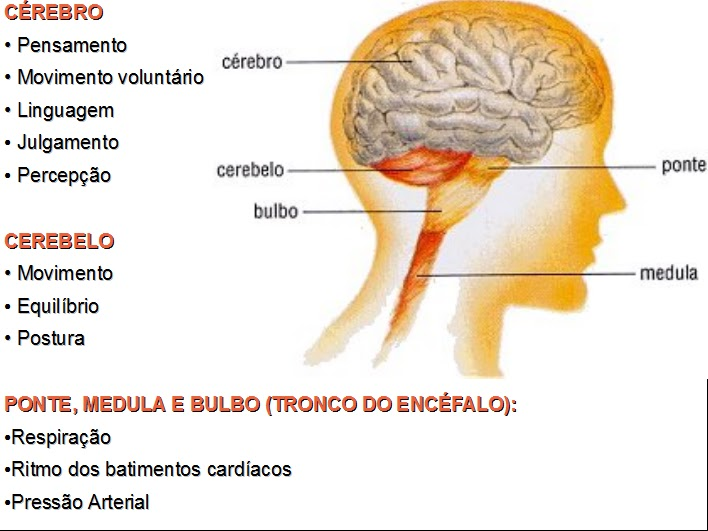 CÉREBRO
• Pensamento
• Movimento voluntário
• Linguagem
• Julgamento
• Percepção
CEREBELO
• Movimento
• Equilíbrio
• Postura
cérebro
cerebelo
bulbo
ponte
medula
PONTE, MEDULA E BULBO (TRONCO DO ENCÉFALO):
•Respiração
•Ritmo dos batimentos cardíacos
•Pressão Arterial